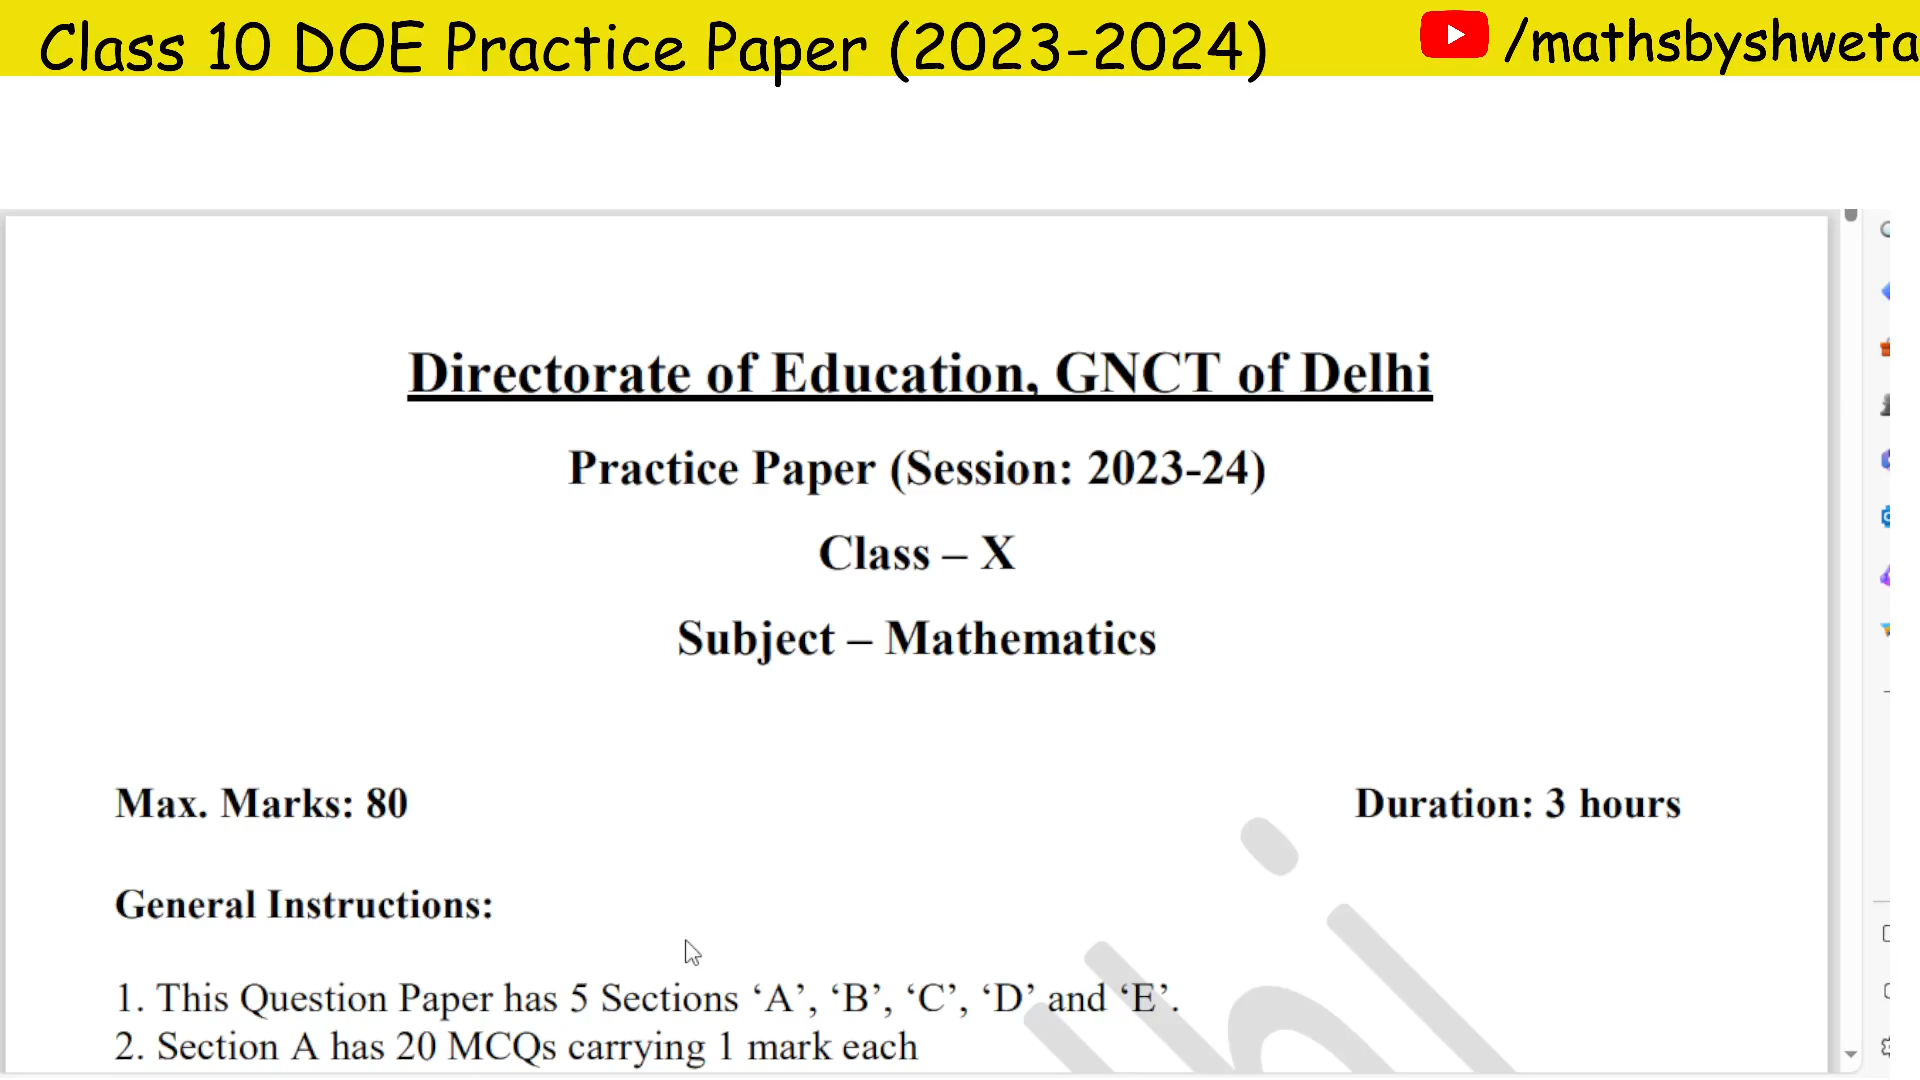 Class 10 DOE Practice Paper (2023-2024)
/mathsbyshweta
Directorate of Education, GNCT of Delhi
Practice Paper (Session: 2023-24)
Class – X
Subject – Mathematics
Max. Marks: 80
Duration: 3 hours
General Instructions:
1. This Question Paper has 5 Sections ‘A’, ‘B’, ‘C’, ‘D’ and ‘E’.
2. Section A has 20 MCQs carrying 1 mark each